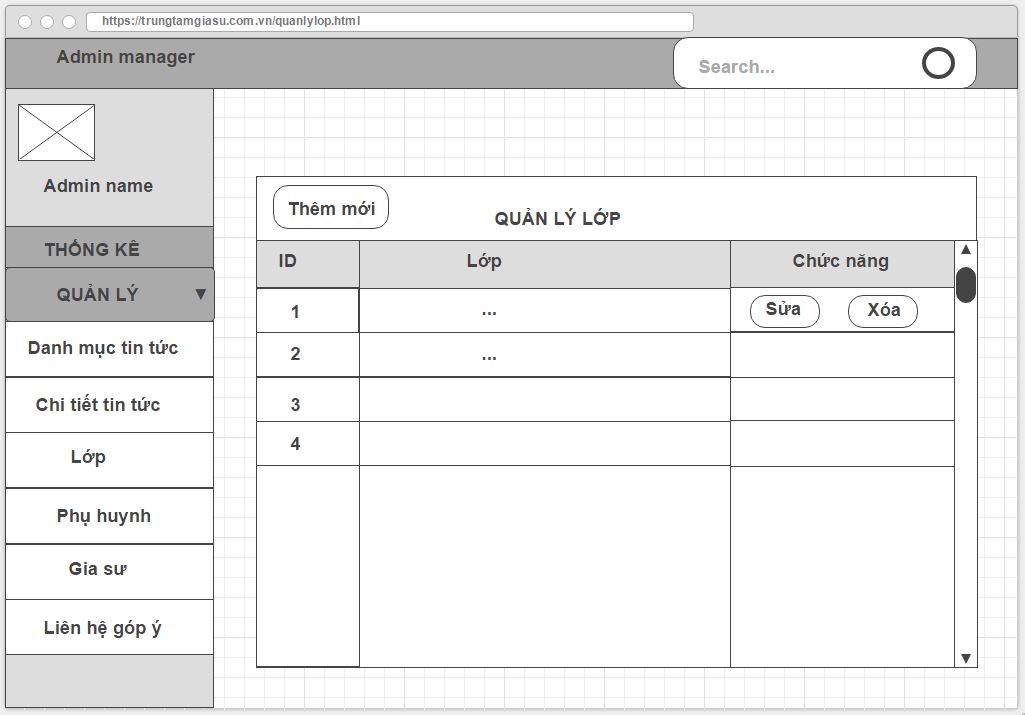 https://trungtamgiasu.com.vn/quanlylop.html
Admin manager
Search...
Admin name
THỐNG KÊ
QUẢN LÝ
Danh mục tin tức
Chi tiết tin tức
Lớp
Phụ huynh
Gia sư
Liên hệ góp ý
Thêm mới
QUẢN LÝ LỚP
ID Lớp Chức năng
1 ... Sửa Xóa
2 ...
3
4